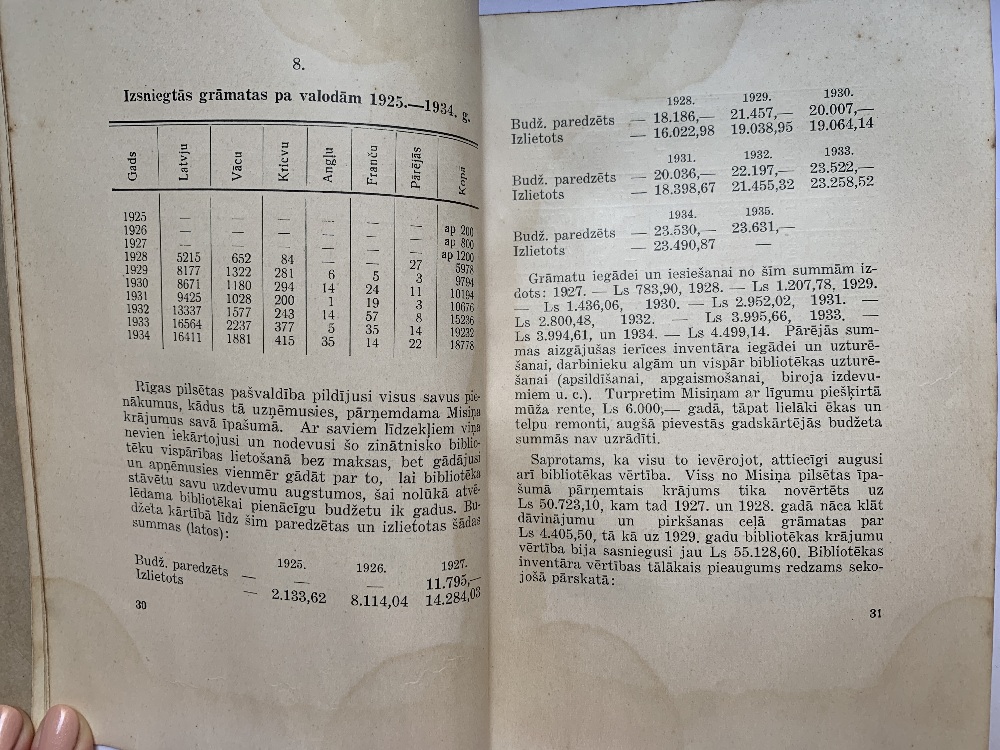 8.
Izsniegtās grāmatas pa valodām 1925.—1934. g.
Gads Latvju Vācu Krievu Angļu Franču Pārējās Kopā
1925 — — — — — — ap 200
1926 — — — — — — ap 800
1927 — — — — — — ap 1200
1928 5215 652 84 — — 27 5978
1929 8177 1322 281 6 5 3 9794
1930 8671 1180 294 14 24 11 10194
1931 9425 1028 200 1 19 3 10676
1932 13337 1577 243 14 57 8 15236
1933 16564 2237 377 5 35 14 19232
1934 16411 1881 415 35 14 22 18778
Rīgas pilsētas pašvaldība pildījusi visus savus pie-
nākumus, kādus tā uzņēmusies, pārņemdama Misiņa
krājumus savā īpašumā. Ar saviem līdzekļiem viņa
nevien iekārtojusi un nodevusi šo zinātnisko biblio-
tēku vispārības lietošanā bez maksas, bet gādājusi
un apņēmusies vienmēr gādāt par to, lai bibliotēka
stāvētu savu uzdevumu augstumos, šai nolūkā atvē-
lēdama bibliotēkai pienācīgu budžetu ik gadus. Bu-
džeta kārtībā līdz šim paredzētas un izlietotas šādas
summas (latos):
1925. 1926. 1927.
Budž. paredzēts — — — 11.795,—
Izlietots — 2.133,62 8.114,04 14.284,03
30
1928. 1929. 1930.
Budž. paredzēts — 18.186,— 21.457,— 20.007,—
Izlietots — 16.022,98 19.038,95 19.064,14
1931. 1932. 1933.
Budž. paredzēts — 20.036,— 22.197,— 23.522,—
Izlietots — 18.398,67 21.455,32 23.258,52
1934. 1935.
Budž. paredzēts — 23.530,— 23.631,—
Izlietots — 23.490,87 —
Grāmatu iegādei un iesiešanai no šīm summām iz-
dots: 1927. — Ls 783,90, 1928. — Ls 1.207,78, 1929.
— Ls 1.436,06, 1930. — Ls 2.952,02, 1931. —
Ls 2.800,48, 1932. — Ls 3.995,66, 1933. —
Ls 3.994,61, un 1934. — Ls 4.499,14. Pārējās sum-
mas aizgājušas ierīces inventāra iegādei un uzturē-
šanai, darbinieku algām un vispār bibliotēkas uzturē-
šanai (apsildīšanai, apgaismošanai, biroja izdevu-
miem u. c.). Turpretim Misiņam ar līgumu piešķirtā
mūža rente, Ls 6.000,— gadā, tāpat lielāki ēkas un
telpu remonti, augšā pievestās gadskārtējās budžeta
summās nav uzrādīti.
Saprotams, ka visu to ievērojot, attiecīgi augusi
arī bibliotēkas vērtība. Viss no Misiņa pilsētas īpa-
šumā pārņemtais krājums tika novērtēts uz
Ls 50.723,10, kam tad 1927. un 1928. gadā nāca klāt
dāvinājumu un pirkšanas ceļā grāmatas par
Ls 4.405,50, tā kā uz 1929. gadu bibliotēkas krājumu
vērtība bija sasniegusi jau Ls 55.128,60. Bibliotēkas
inventāra vērtības tālākais pieaugums redzams seko-
jošā pārskatā:
31